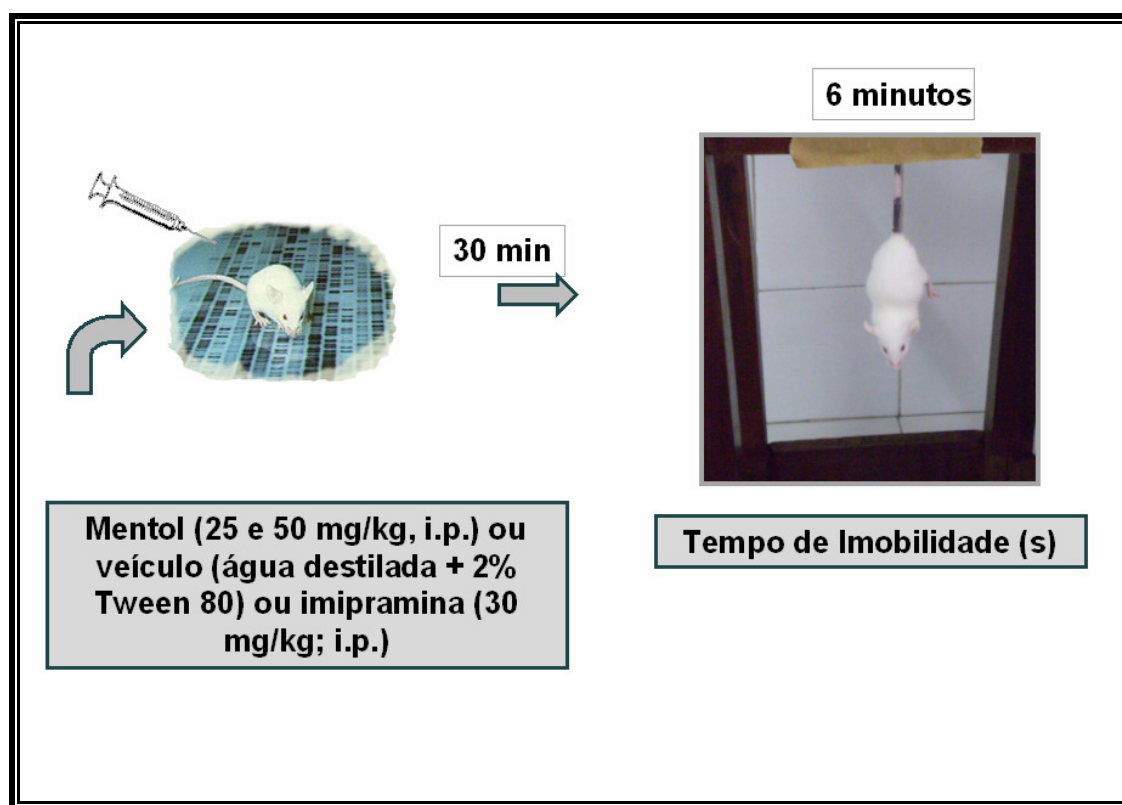 6 minutos
30 min
Mentol (25 e 50 mg/kg, i.p.) ou
veículo (água destilada + 2%
Tween 80) ou imipramina (30
mg/kg; i.p.)
Tempo de Imobilidade (s)